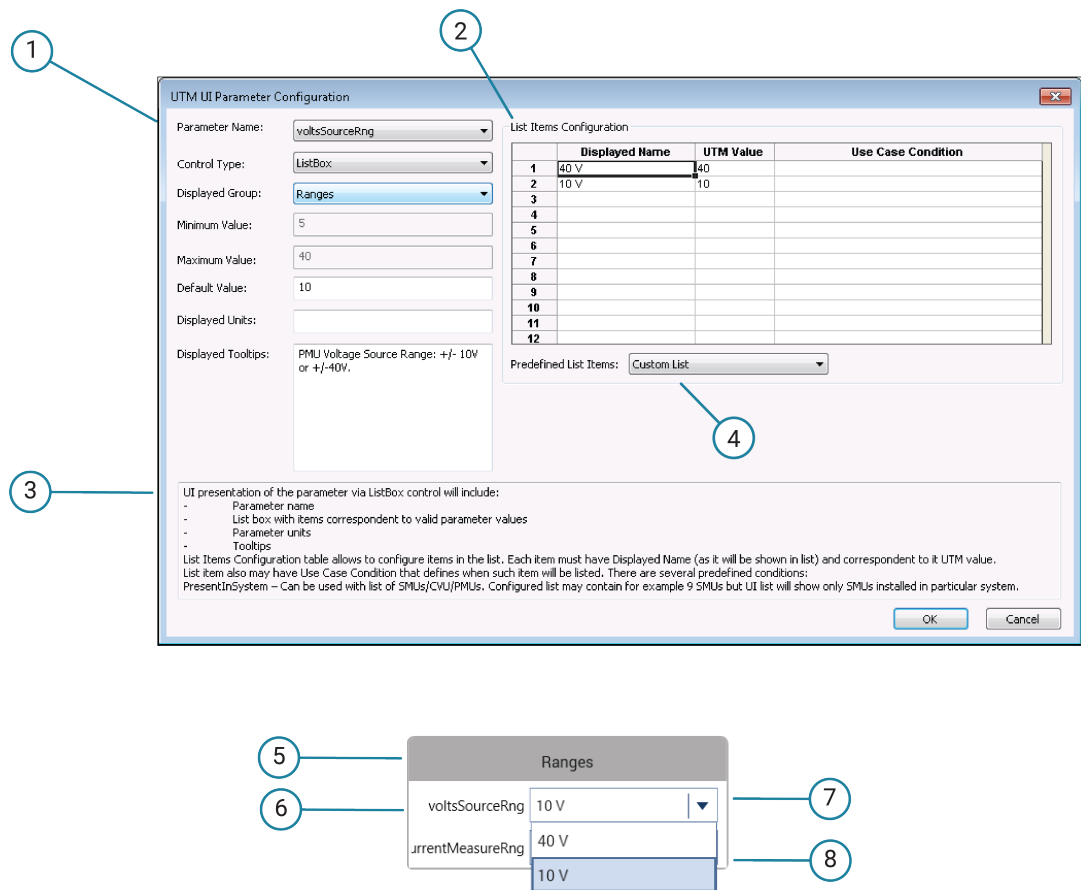 1
2
UTM UI Parameter Configuration
Parameter Name: voltsSourceRng
Control Type: ListBox
Displayed Group: Ranges
Minimum Value: 5
Maximum Value: 40
Default Value: 10
Displayed Units:
Displayed Tooltips: PMU Voltage Source Range: +/- 10V
or +/-40V.
List Items Configuration
Displayed Name UTM Value Use Case Condition
1 40 V 40
2 10 V 10
3
4
5
6
7
8
9
10
11
12
Predefined List Items: Custom List
4
3
UI presentation of the parameter via ListBox control will include:
- Parameter name
- List box with items correspondent to valid parameter values
- Parameter units
- Tooltips
List Items Configuration table allows to configure items in the list. Each item must have Displayed Name (as it will be shown in list) and correspondent to it UTM value.
List item also may have Use Case Condition that defines when such item will be listed. There are several predefined conditions:
PresentInSystem – Can be used with list of SMUs/CVU/PMUs. Configured list may contain for example 9 SMUs but UI list will show only SMUs installed in particular system.
OK Cancel
5
Ranges
6
voltsSourceRng 10 V
7
urrentMeasureRng 40 V
8
10 V